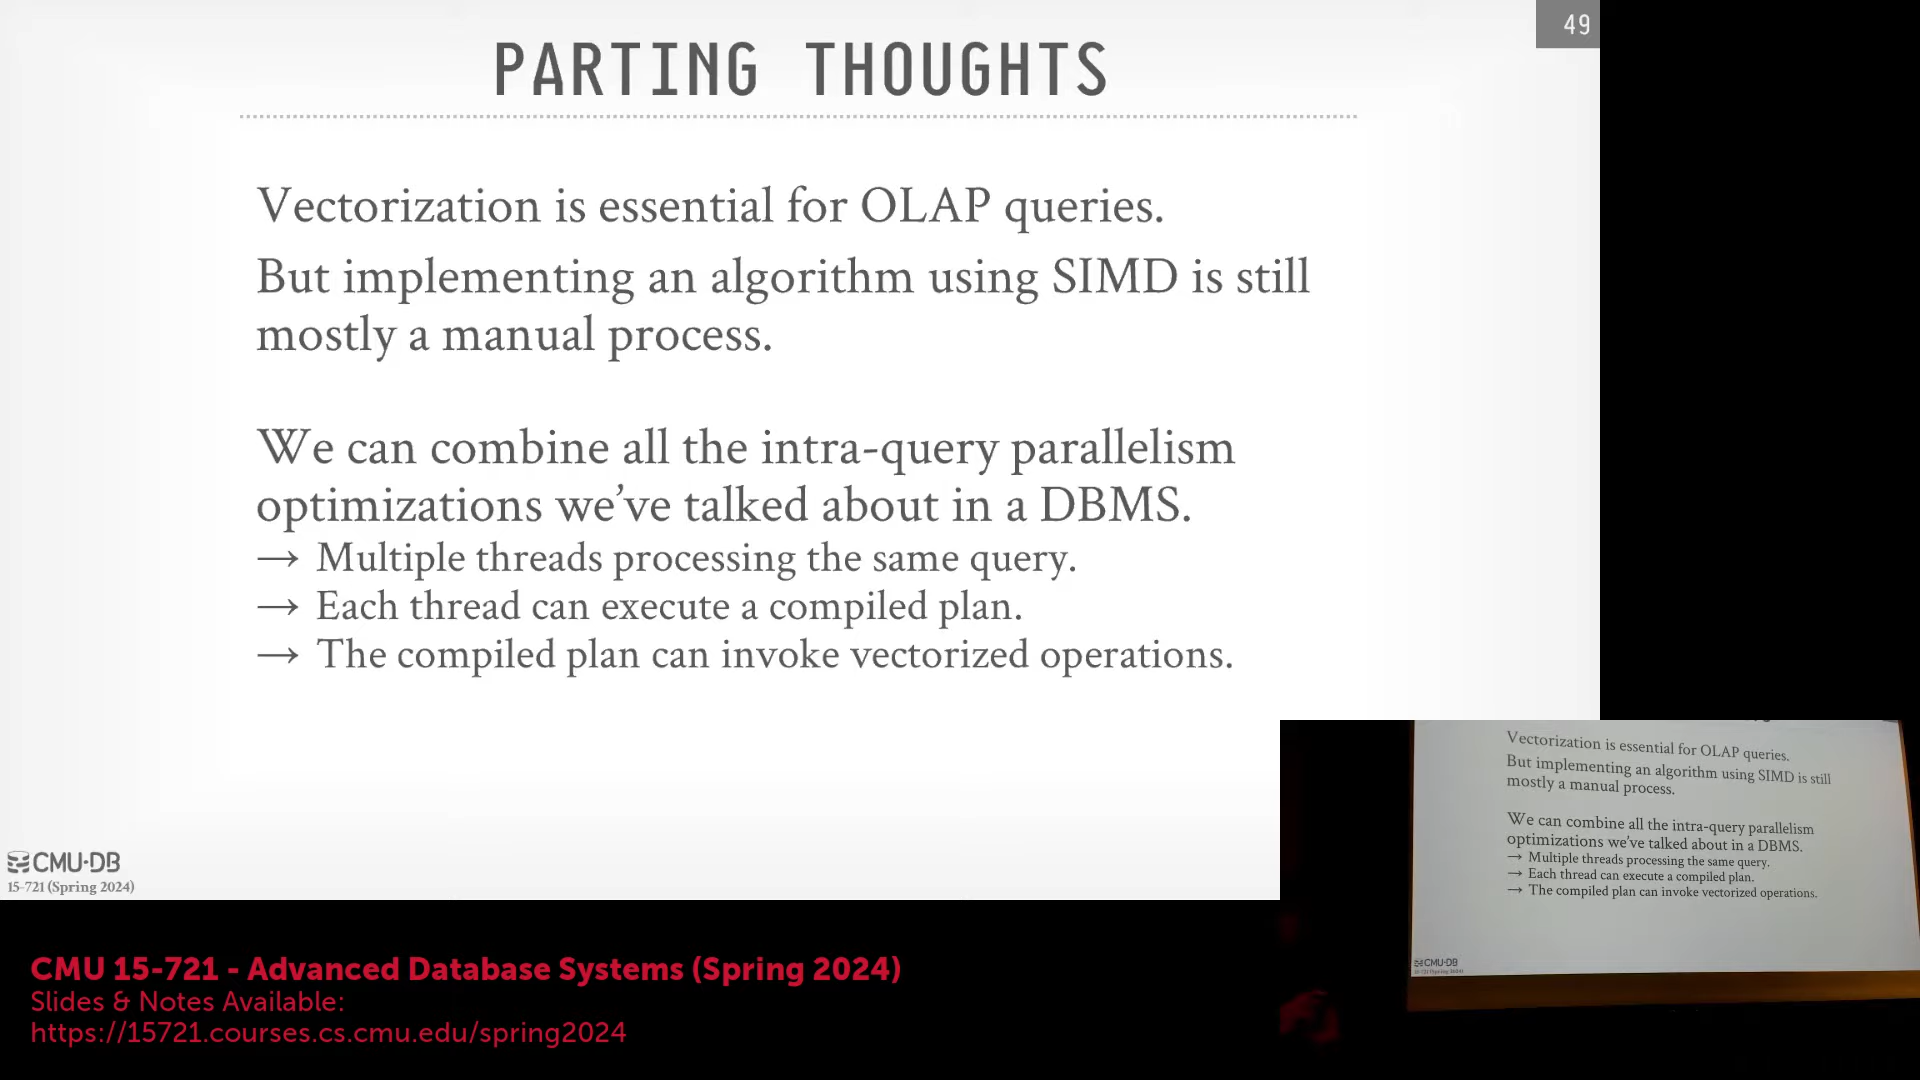 49
PARTING THOUGHTS
Vectorization is essential for OLAP queries.
But implementing an algorithm using SIMD is still
mostly a manual process.
We can combine all the intra-query parallelism
optimizations we’ve talked about in a DBMS.
→ Multiple threads processing the same query.
→ Each thread can execute a compiled plan.
→ The compiled plan can invoke vectorized operations.
CMU·DB
15-721 (Spring 2024)
Vectorization is essential for OLAP queries.
But implementing an algorithm using SIMD is still
mostly a manual process.
We can combine all the intra-query parallelism
optimizations we’ve talked about in a DBMS.
→ Multiple threads processing the same query.
→ Each thread can execute a compiled plan.
→ The compiled plan can invoke vectorized operations.
CMU·DB
15-721 (Spring 2024)
CMU 15-721 - Advanced Database Systems (Spring 2024)
Slides & Notes Available:
https://15721.courses.cs.cmu.edu/spring2024